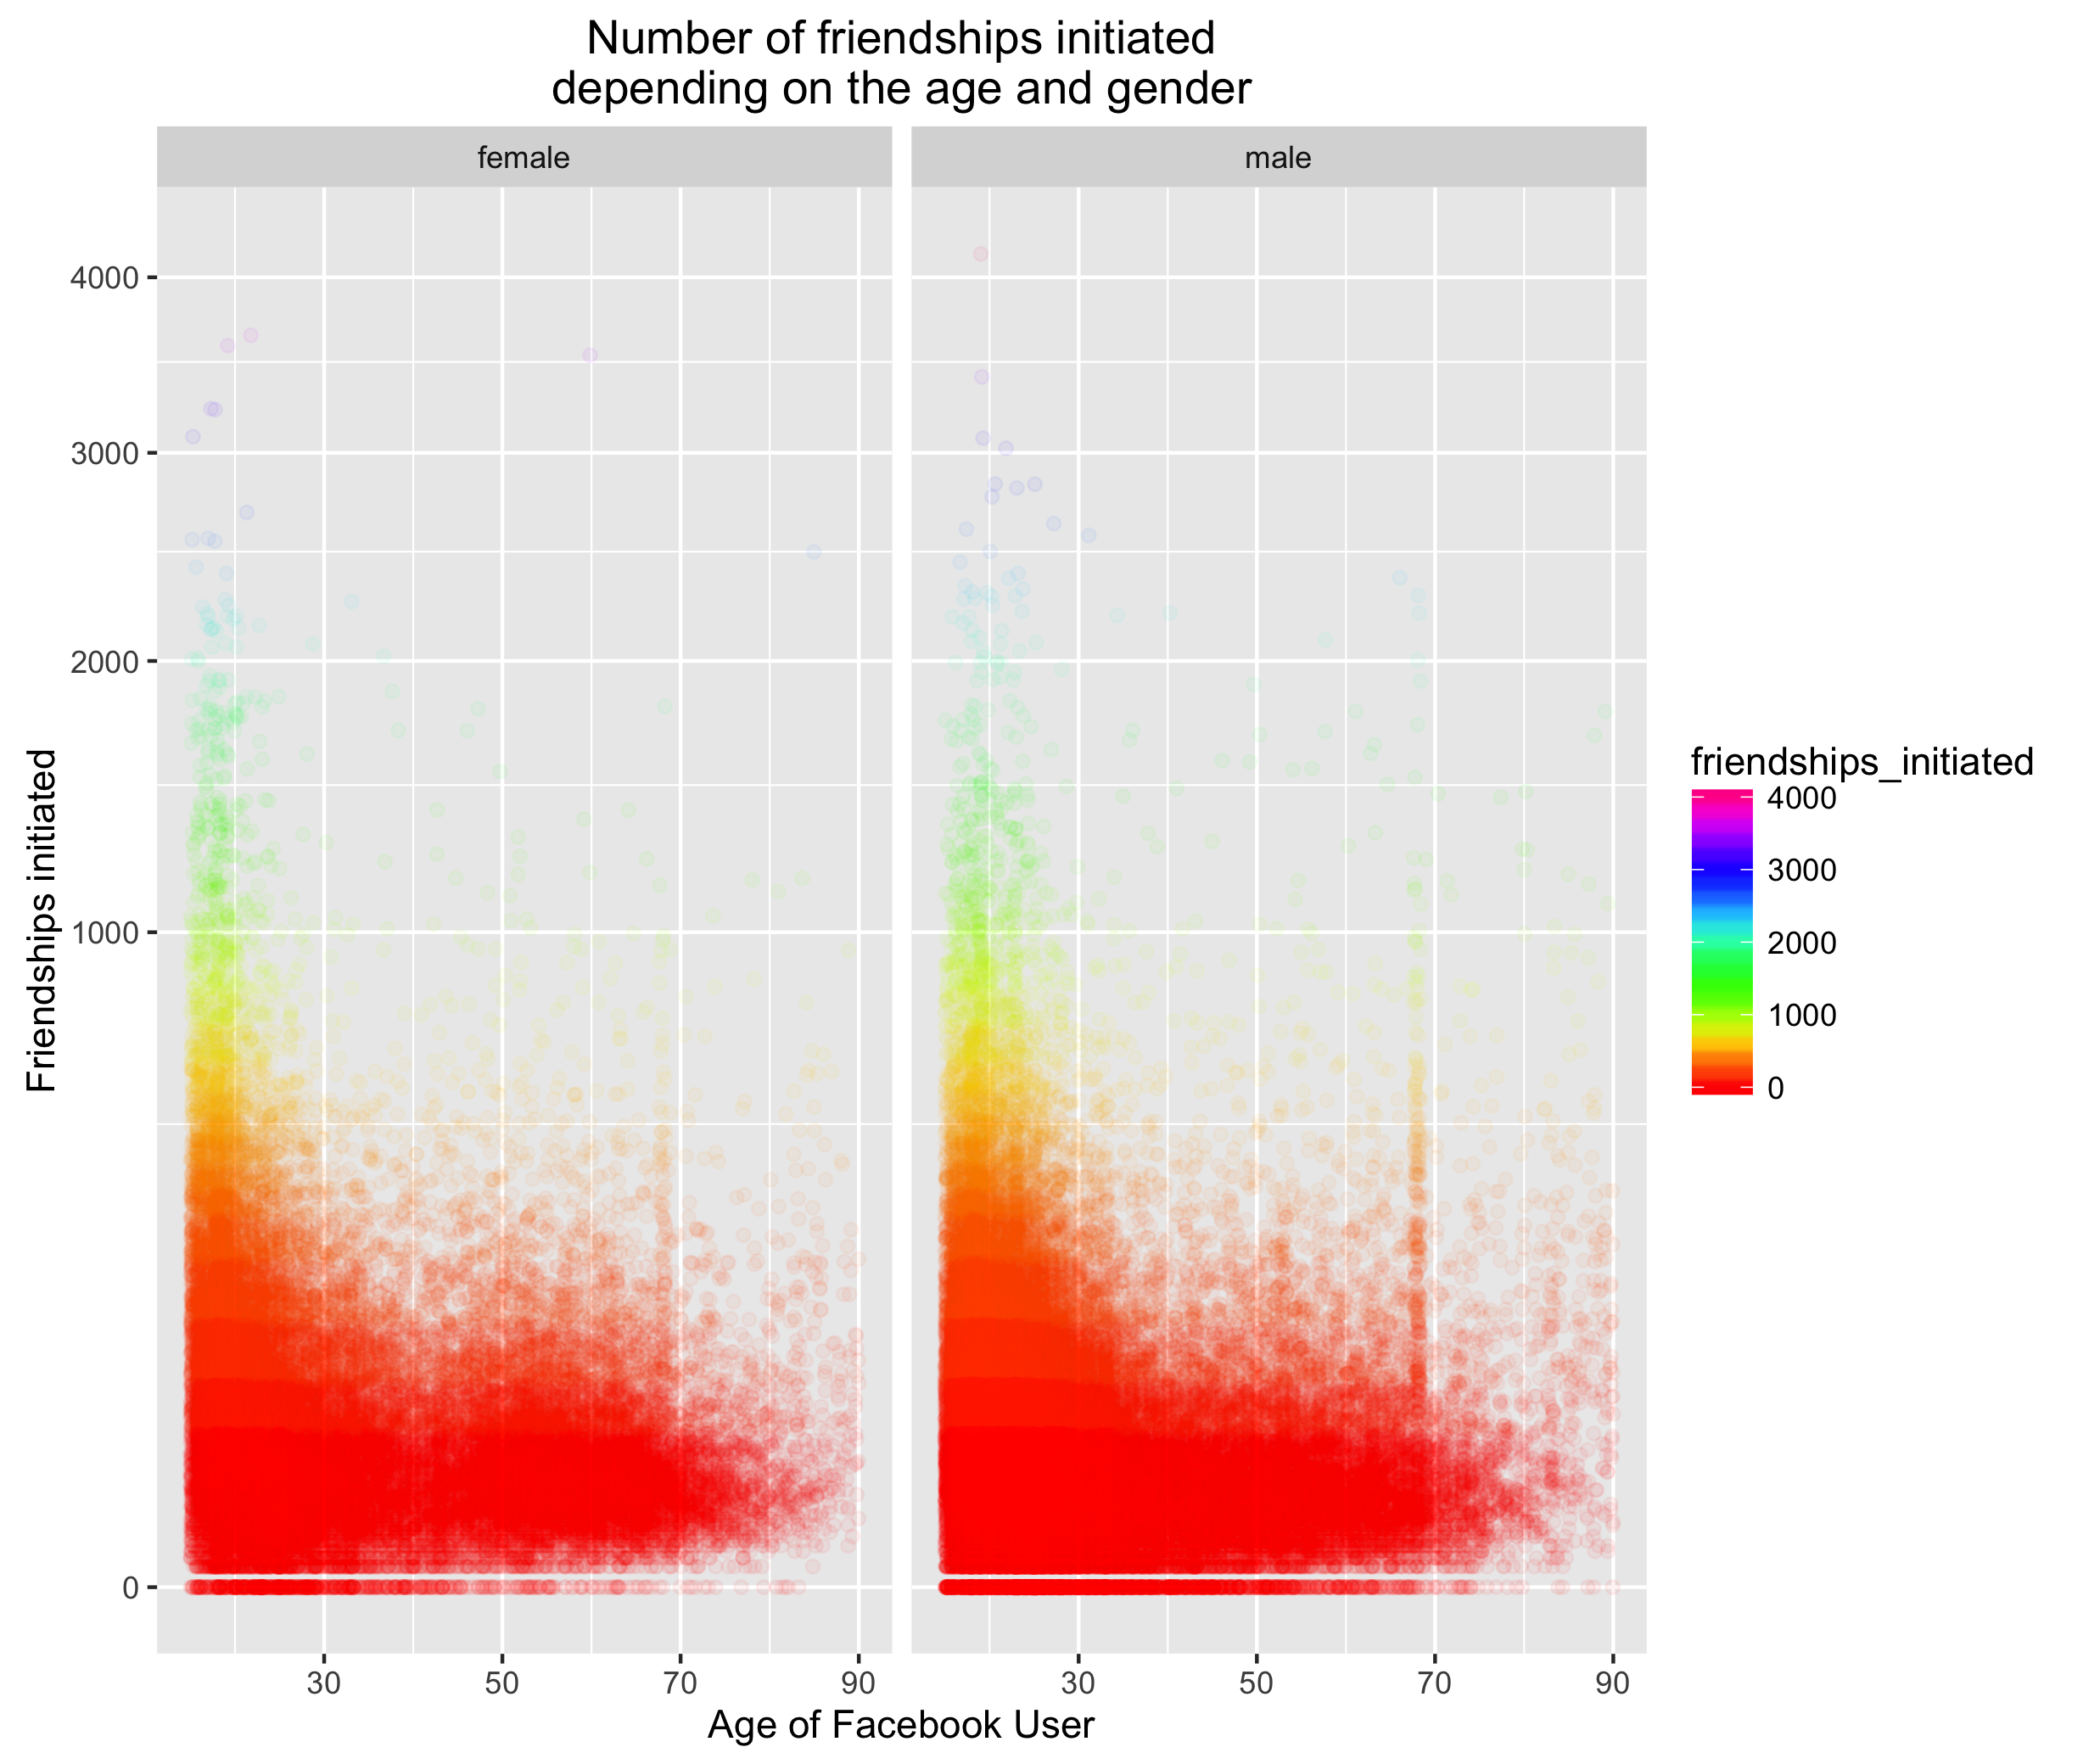 Number of friendships initiated
depending on the age and gender
female
male
4000
3000
2000
1000
0
Friendships initiated
30
50
70
90
30
50
70
90
Age of Facebook User
friendships_initiated
4000
3000
2000
1000
0